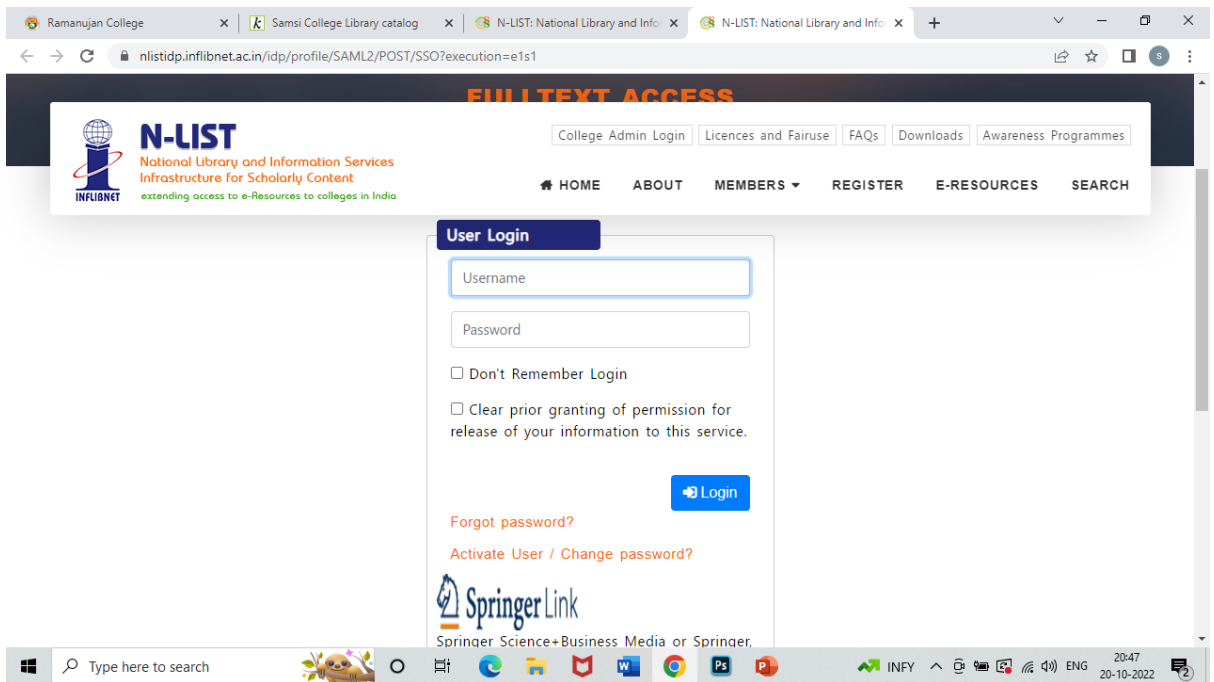 Ramanujan College
Samsi College Library catalog
N-LIST: National Library and Info
N-LIST: National Library and Infor
nlistidp.inflibnet.ac.in/idp/profile/SAML2/POST/SSO?execution=e1s1
S
FULLTEXT ACCESS
N-LIST
National Library and Information Services
Infrastructure for Scholarly Content
extending access to e-Resources to colleges in India
INFLIBNET
College Admin Login Licences and Fairuse FAQs Downloads Awareness Programmes
HOME ABOUT MEMBERS REGISTER E-RESOURCES SEARCH
User Login
Username
Password
Don't Remember Login
Clear prior granting of permission for
release of your information to this service.
Login
Forgot password?
Activate User / Change password?
Springer Link
Springer Science+Business Media or Springer,
Type here to search
W
Ps
P
INFY
ENG
20:47
20-10-2022
2